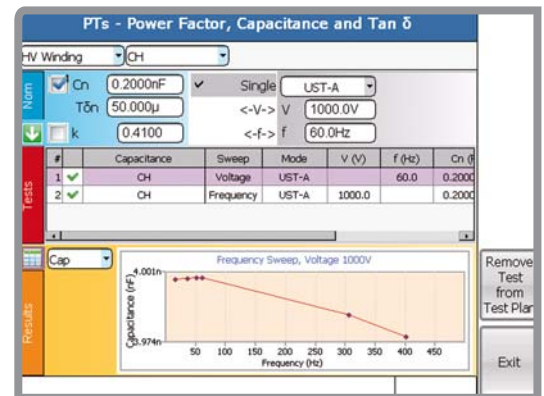 PTs - Power Factor, Capacitance and Tan δ
HV Winding CH
Nom
Cn 0.2000nF Single UST-A
Tδn 50.000µ <-V-> V 1000.0V
k 0.4100 <-f-> f 60.0Hz
Tests
# Capacitance Sweep Mode V (V) f (Hz) Cn (F
1 CH Voltage UST-A 60.0 0.2000
2 CH Frequency UST-A 1000.0 0.2000
Results
Cap
Frequency Sweep, Voltage 1000V
4.001n
Capacitance (nF)
3.974n
50 100 150 200 250 300 350 400 450
Frequency (Hz)
Remove
Test
from
Test Plan
Exit